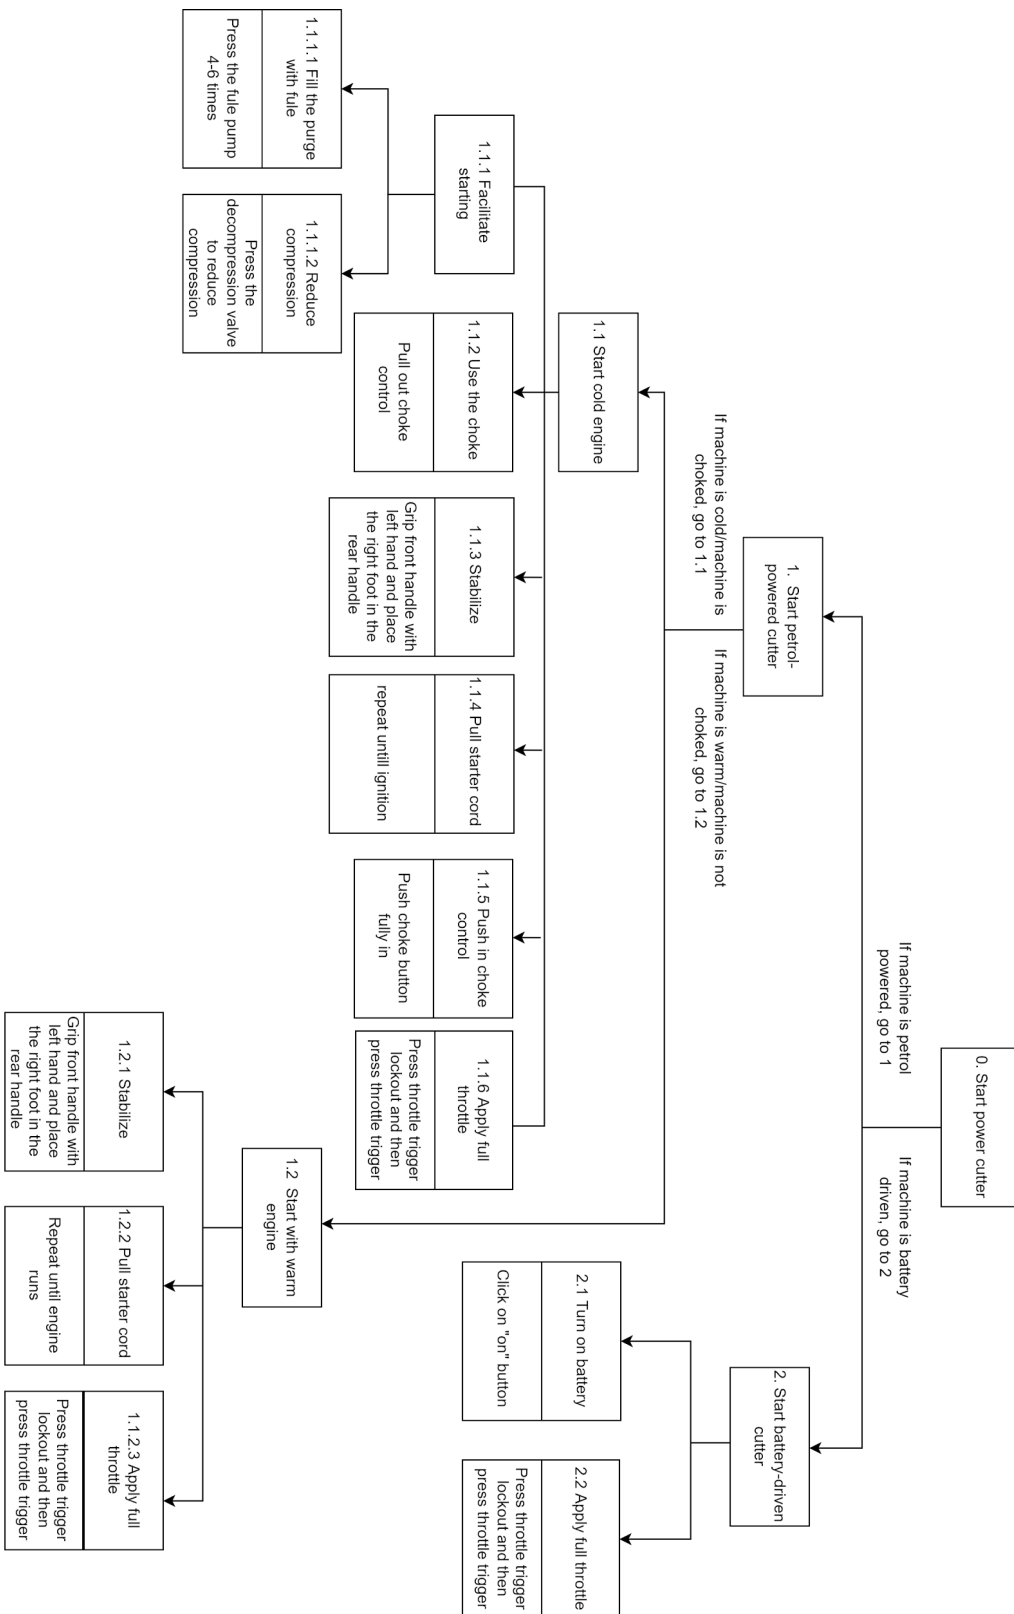 0. Start power cutter
If machine is petrol
powered, go to 1
If machine is battery
driven, go to 2
1. Start petrol-
powered cutter
2. Start battery-driven
cutter
If machine is cold/machine is
choked, go to 1.1
If machine is warm/machine is not
choked, go to 1.2
1.1 Start cold engine
2.1 Turn on battery
Click on "on" button
2.2 Apply full throttle
Press throttle trigger
lockout and then
press throttle trigger
1.1.1 Facilitate
starting
1.1.2 Use the choke
Pull out choke
control
1.1.3 Stabilize
Grip front handle with
left hand and place
the right foot in the
rear handle
1.1.4 Pull starter cord
repeat untill ignition
1.1.5 Push in choke
control
Push choke button
fully in
1.1.6 Apply full
throttle
Press throttle trigger
lockout and then
press throttle trigger
1.1.1.1 Fill the purge
with fule
Press the fule pump
4-6 times
1.1.1.2 Reduce
compression
Press the
decompression valve
to reduce
compression
1.2 Start with warm
engine
1.2.1 Stabilize
Grip front handle with
left hand and place
the right foot in the
rear handle
1.2.2 Pull starter cord
Repeat until engine
runs
1.1.2.3 Apply full
throttle
Press throttle trigger
lockout and then
press throttle trigger